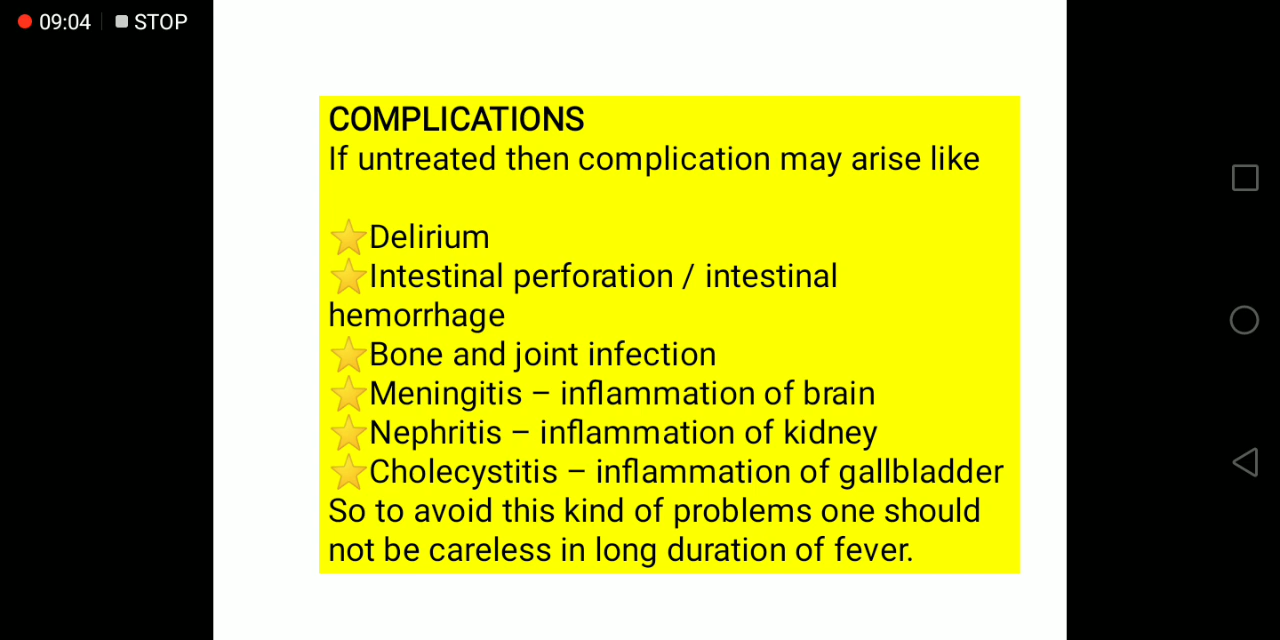 09:04 STOP
COMPLICATIONS
If untreated then complication may arise like
⭐Delirium
⭐Intestinal perforation / intestinal
hemorrhage
⭐Bone and joint infection
⭐Meningitis – inflammation of brain
⭐Nephritis – inflammation of kidney
⭐Cholecystitis – inflammation of gallbladder
So to avoid this kind of problems one should
not be careless in long duration of fever.